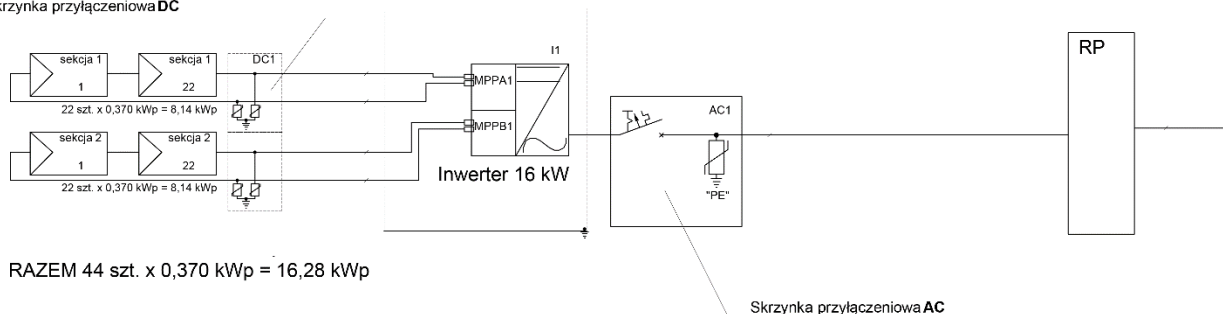 krzynka przyłączeniowa DC
sekcja 1
1
sekcja 1
22
DC1
22 szt. x 0,370 kWp = 8,14 kWp
sekcja 2
1
sekcja 2
22
22 szt. x 0,370 kWp = 8,14 kWp
I1
MPPA1
MPPB1
Inwerter 16 kW
AC1
"PE"
RP
RAZEM 44 szt. x 0,370 kWp = 16,28 kWp
Skrzynka przyłączeniowa AC